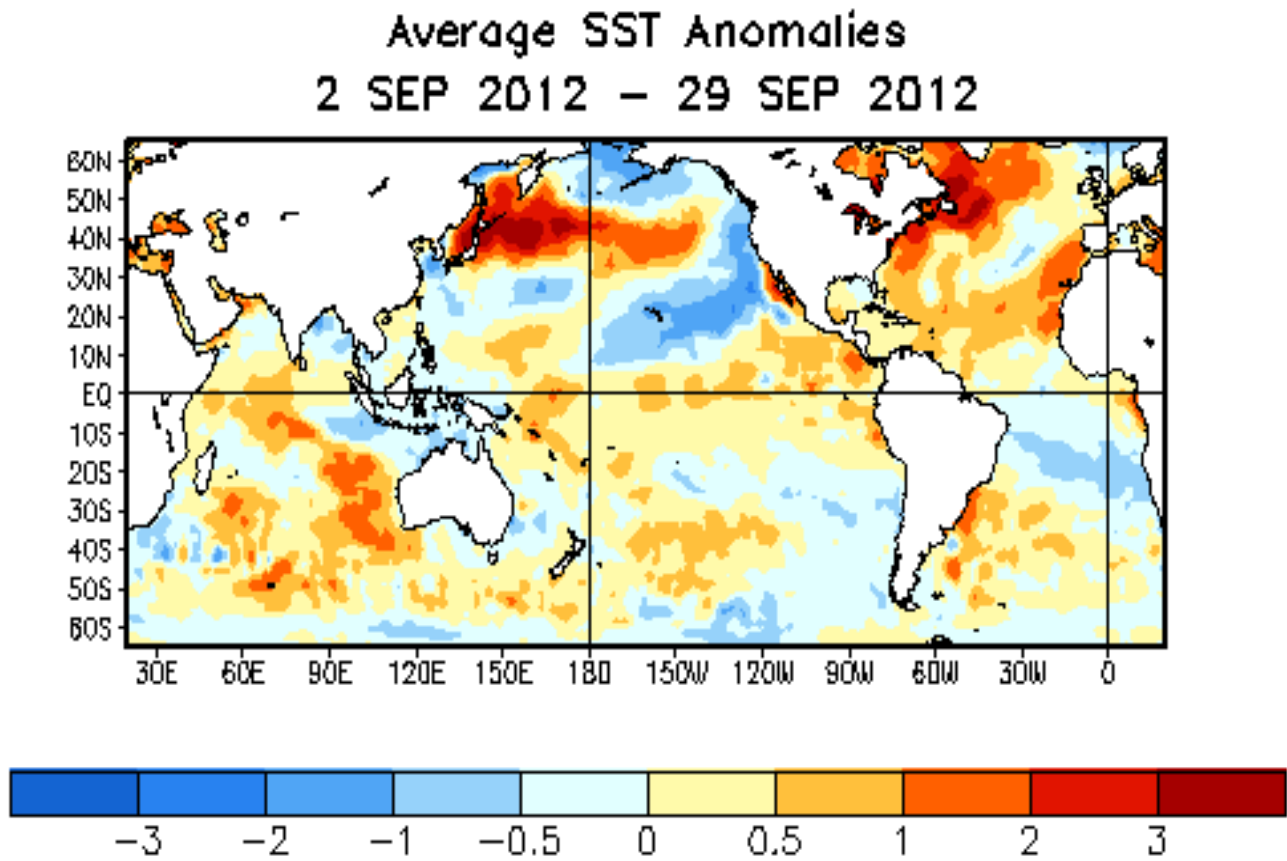 Average SST Anomalies
2 SEP 2012 - 29 SEP 2012
60N
50N
40N
30N
20N
10N
EQ
10S
20S
30S
40S
50S
60S
30E 60E 90E 120E 150E 180 150W 120W 90W 60W 30W 0
-3 -2 -1 -0.5 0 0.5 1 2 3